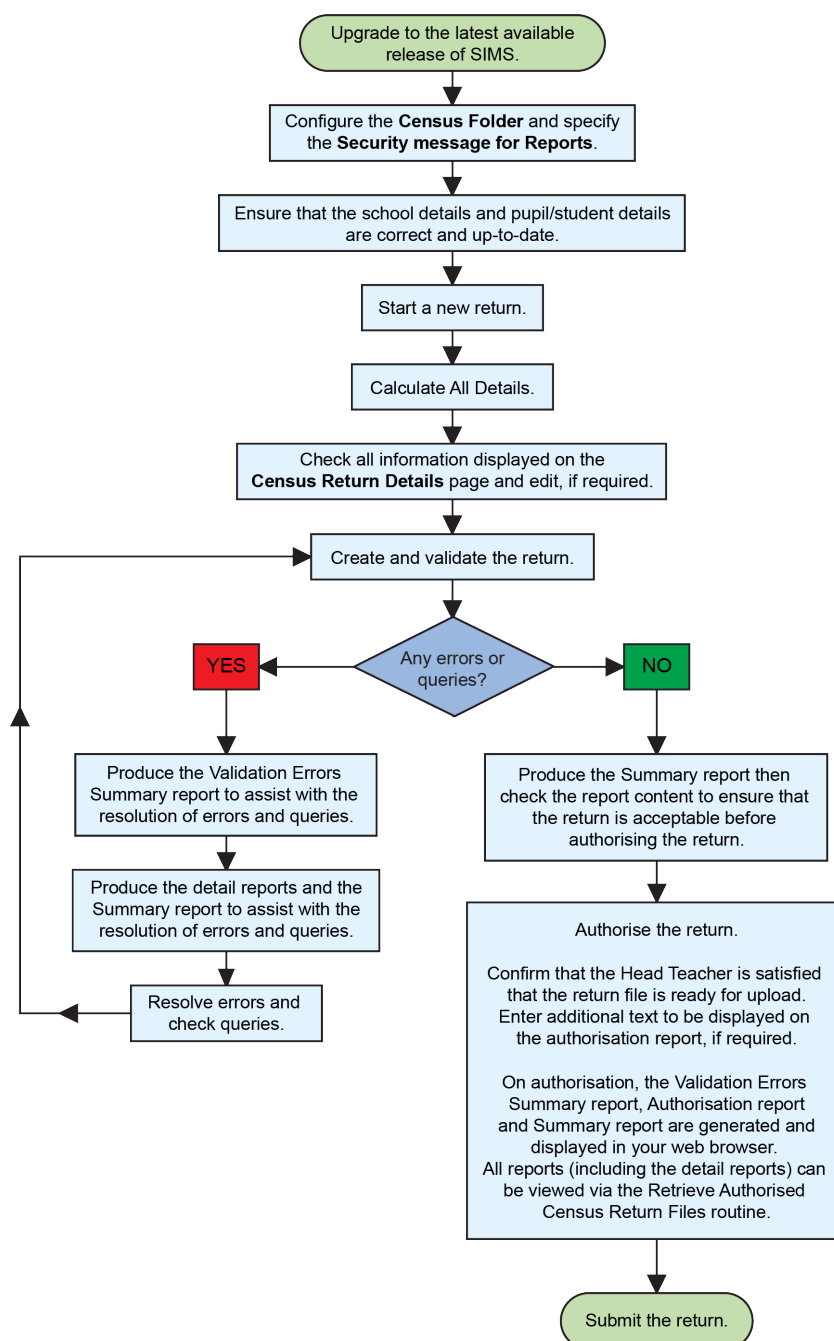 Upgrade to the latest available
release of SIMS.
Configure the Census Folder and specify
the Security message for Reports.
Ensure that the school details and pupil/student details
are correct and up-to-date.
Start a new return.
Calculate All Details.
Check all information displayed on the
Census Return Details page and edit, if required.
Create and validate the return.
Any errors or
queries?
YES
Produce the Validation Errors
Summary report to assist with the
resolution of errors and queries.
Produce the detail reports and the
Summary report to assist with the
resolution of errors and queries.
Resolve errors and
check queries.
NO
Produce the Summary report then
check the report content to ensure that
the return is acceptable before
authorising the return.
Authorise the return.
Confirm that the Head Teacher is satisfied
that the return file is ready for upload.
Enter additional text to be displayed on
the authorisation report, if required.
On authorisation, the Validation Errors
Summary report, Authorisation report
and Summary report are generated and
displayed in your web browser.
All reports (including the detail reports) can
be viewed via the Retrieve Authorised
Census Return Files routine.
Submit the return.